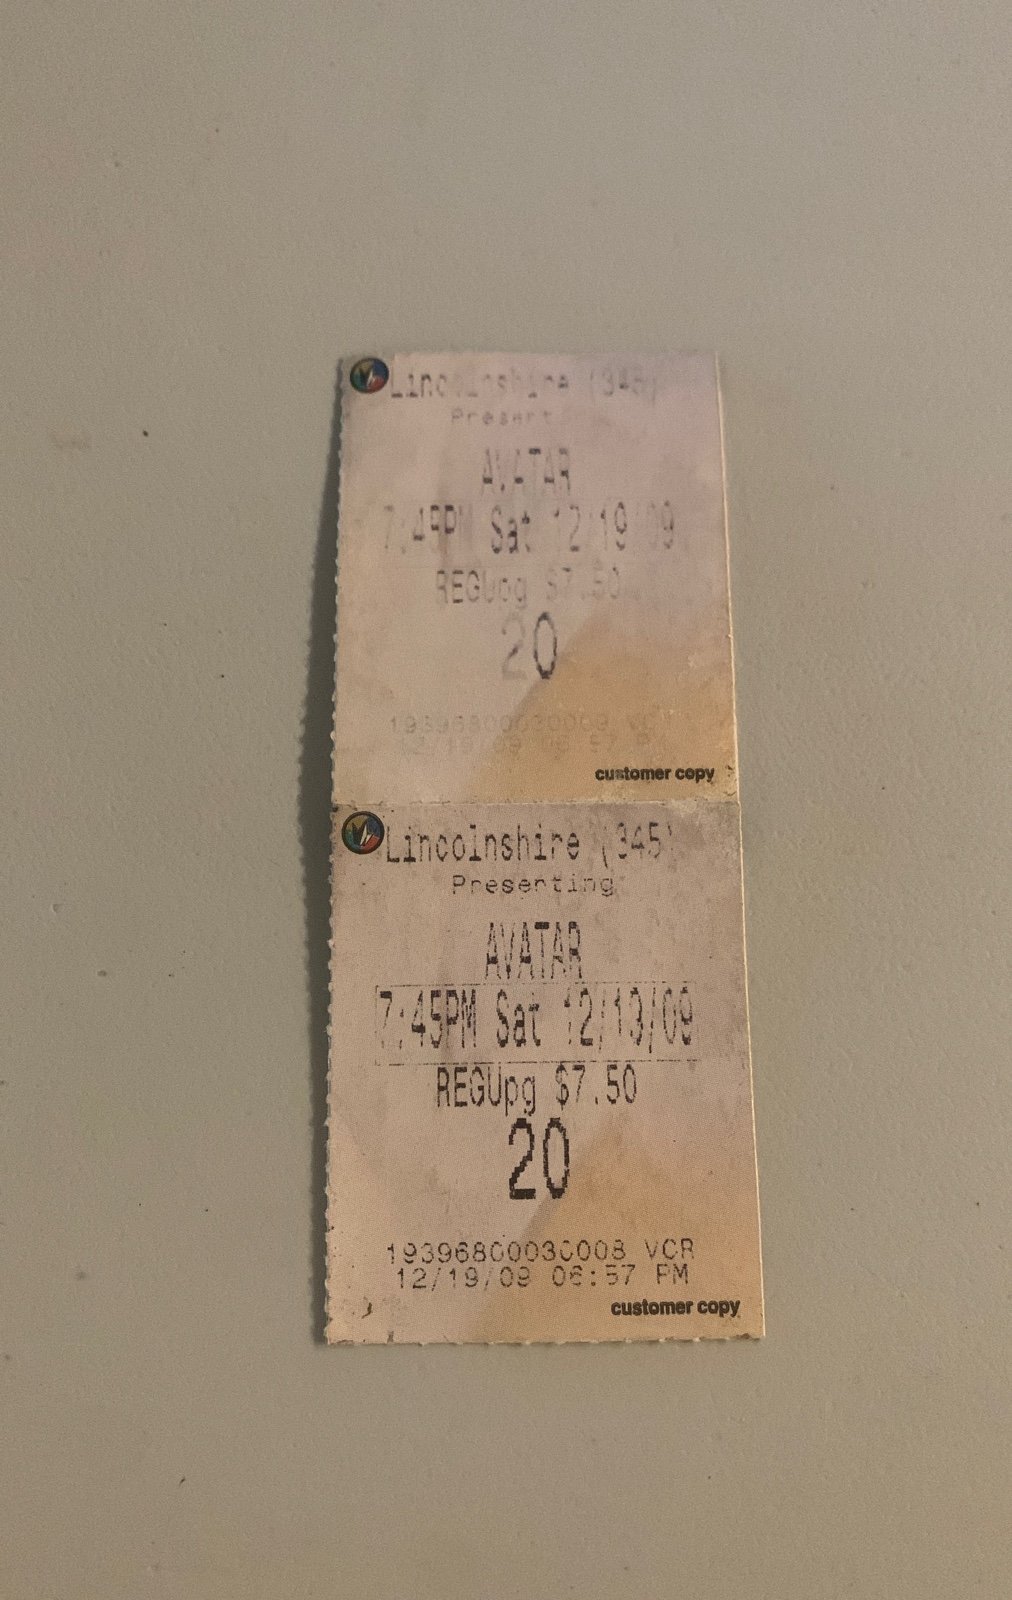 Lincolnshire (345)
Present
AVATAR
7:45PM Sat 12/19/09
REGUpg $7.50
20
customer copy
Lincolnshire (345)
Presenting
AVATAR
7:45PM Sat 12/19/09
REGUpg $7.50
20
19396800030008 VCR
12/19/09 06:57 PM
customer copy